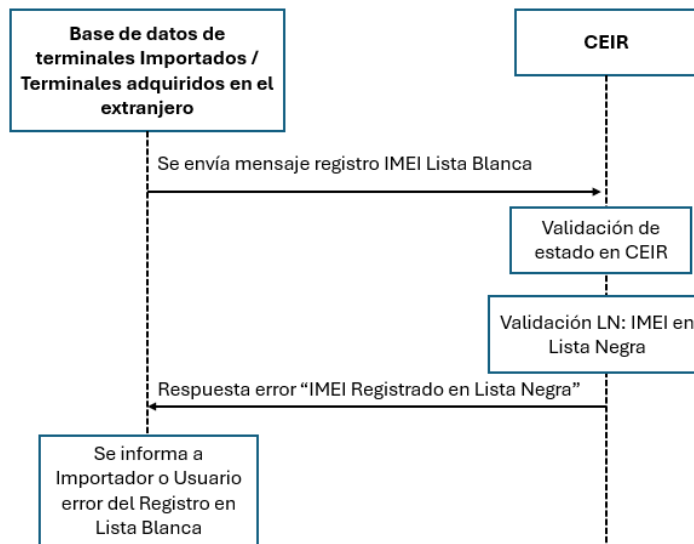 Base de datos de
terminales Importados /
Terminales adquiridos en el
extranjero
CEIR
Se envía mensaje registro IMEI Lista Blanca
Validación de
estado en CEIR
Validación LN: IMEI en
Lista Negra
Respuesta error “IMEI Registrado en Lista Negra”
Se informa a
Importador o Usuario
error del Registro en
Lista Blanca